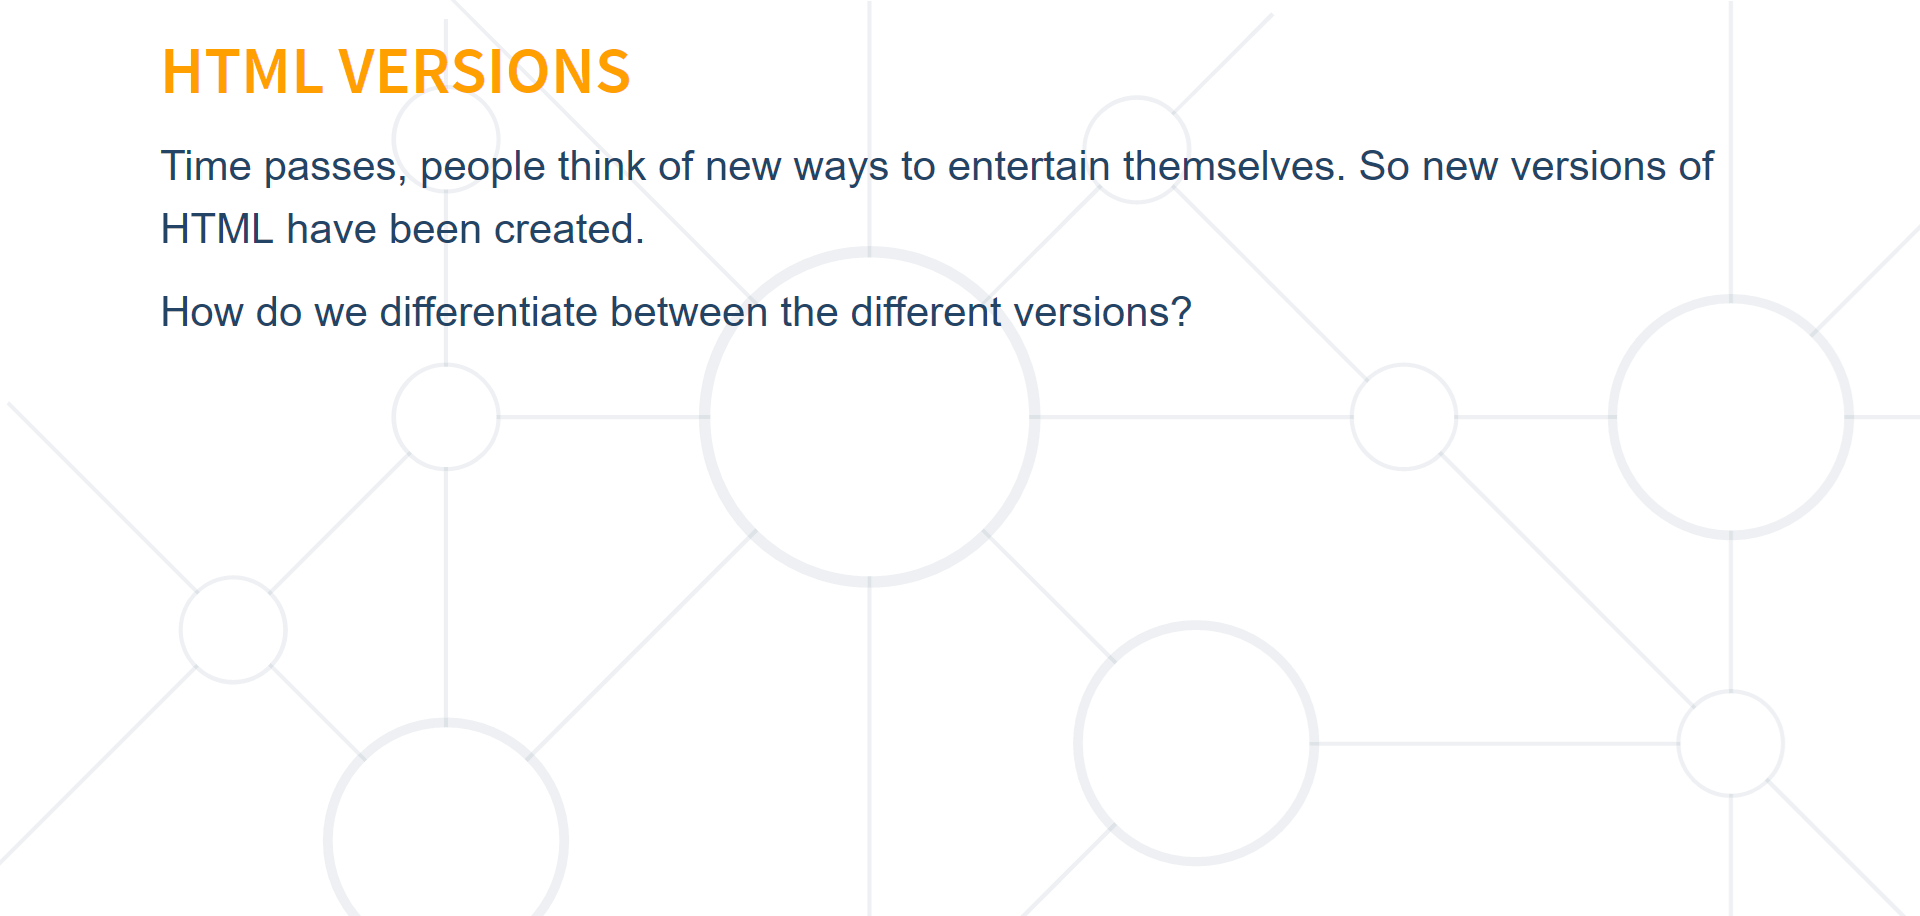 HTML VERSIONS
Time passes, people think of new ways to entertain themselves. So new versions of
HTML have been created.
How do we differentiate between the different versions?